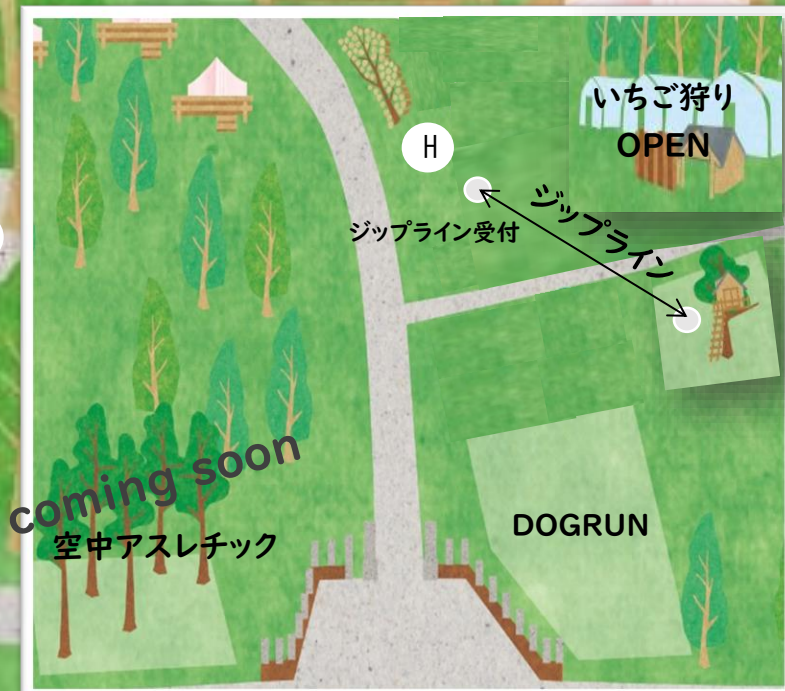 いちご狩り
OPEN
H
ジップライン
ジップライン受付
coming soon
空中アスレチック
DOGRUN